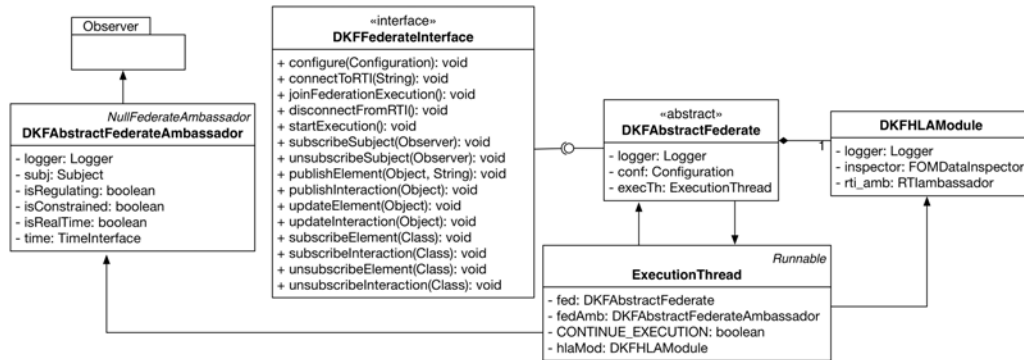 Observer
NullFederateAmbassador
DKFAbstractFederateAmbassador
- logger: Logger
- subj: Subject
- isRegulating: boolean
- isConstrained: boolean
- isRealTime: boolean
- time: TimeInterface
«interface»
DKFFederateInterface
+ configure(Configuration): void
+ connectToRTI(String): void
+ joinFederationExecution(): void
+ disconnectFromRTI(): void
+ startExecution(): void
+ subscribeSubject(Observer): void
+ unsubscribeSubject(Observer): void
+ publishElement(Object, String): void
+ publishInteraction(Object): void
+ updateElement(Object): void
+ updateInteraction(Object): void
+ subscribeElement(Class): void
+ subscribeInteraction(Class): void
+ unsubscribeElement(Class): void
+ unsubscribeInteraction(Class): void
«abstract»
DKFAbstractFederate
- logger: Logger
- conf: Configuration
- execTh: ExecutionThread
1
DKFHLAModule
- logger: Logger
- inspector: FOMDataInspector
- rti_amb: RTIambassador
Runnable
ExecutionThread
- fed: DKFAbstractFederate
- fedAmb: DKFAbstractFederateAmbassador
- CONTINUE_EXECUTION: boolean
- hlaMod: DKFHLAModule